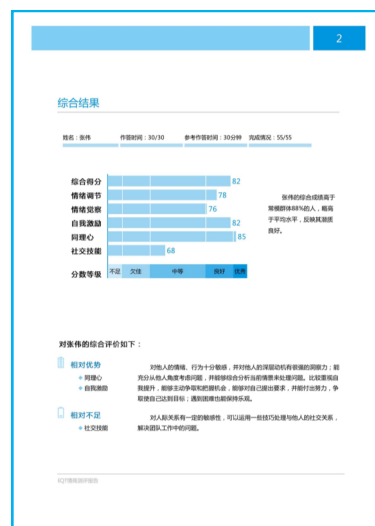 2
综合结果
姓名：张伟 作答时间：30/30 参考作答时间：30分钟 完成情况：55/55
综合得分 82
情绪调节 78
情绪觉察 76
自我激励 82
同理心 85
社交技能 68
分数等级 不足 欠佳 中等 良好 优秀
张伟的综合成绩高于
常模群体88%的人，略高
于平均水平，反映其潜质
良好。
对张伟的综合评价如下：
相对优势
同理心
自我激励
对他人的情绪、行为十分敏感，并对他人的深层动机有很强的洞察力；能
充分从他人角度考虑问题，并能够综合分析当前情景来处理问题。比较重视自
我提升，能够主动争取和把握机会，能够对自己提出要求，并能付出努力，争
取使自己达到目标；遇到困难也能保持乐观。
相对不足
社交技能
对人际关系有一定的敏感性，可以运用一些技巧处理与他人的社交关系，
解决团队工作中的问题。